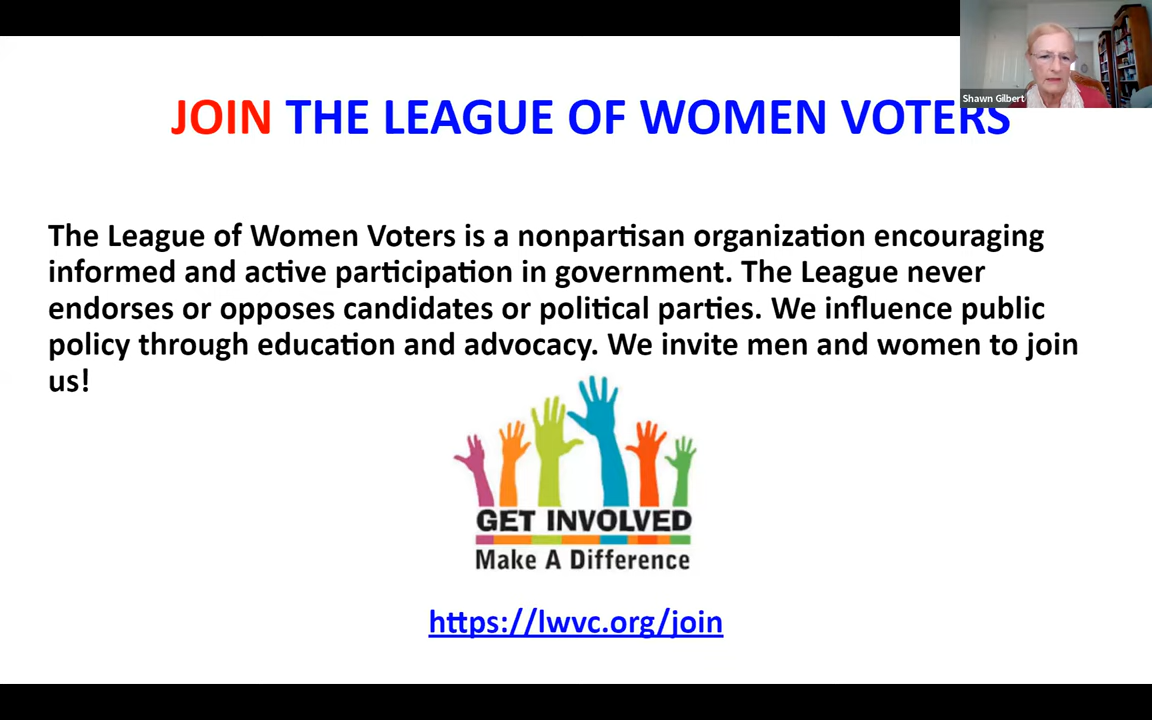 Shawn Gilbert
JOIN THE LEAGUE OF WOMEN VOTERS
The League of Women Voters is a nonpartisan organization encouraging
informed and active participation in government. The League never
endorses or opposes candidates or political parties. We influence public
policy through education and advocacy. We invite men and women to join
us!
GET INVOLVED
Make A Difference
https://lwvc.org/join